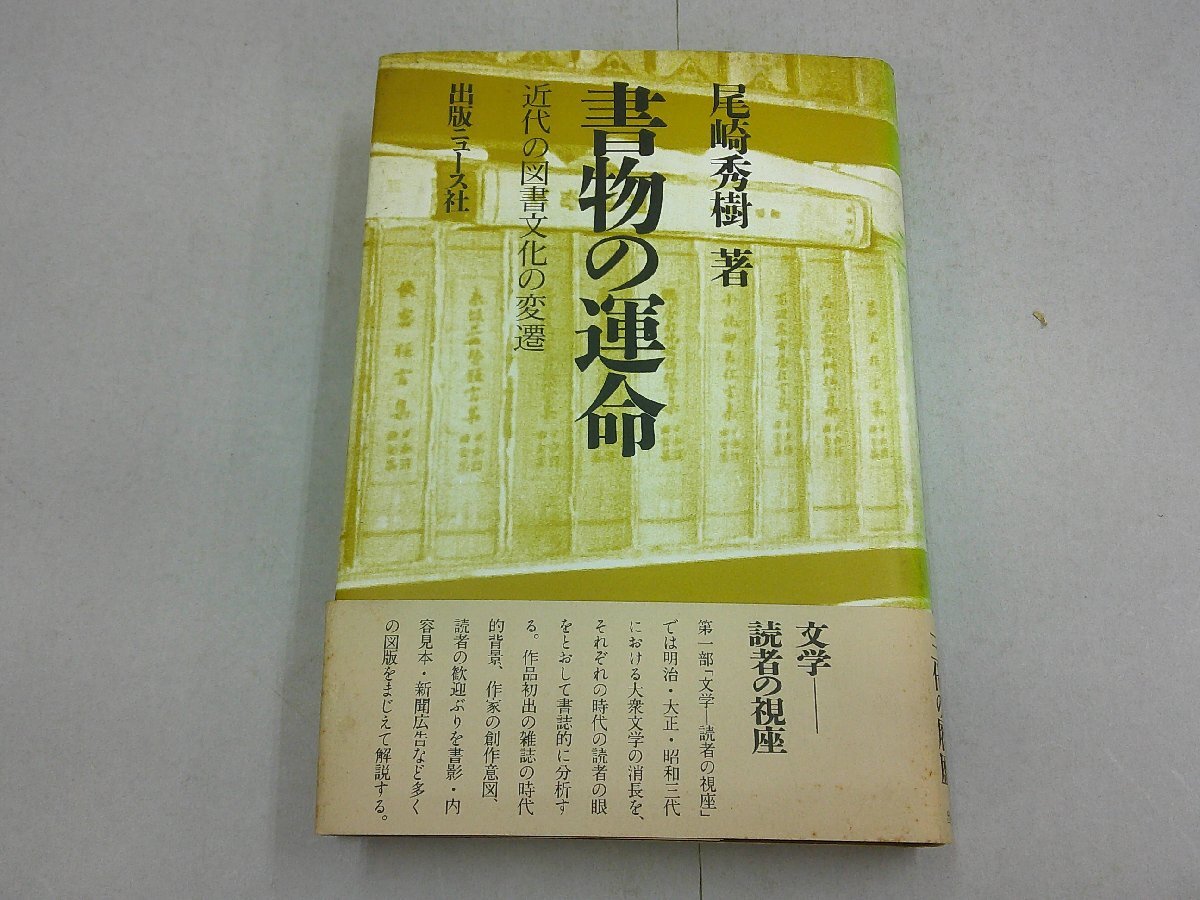 尾崎秀樹 著
書物の運命
近代の図書文化の変遷
出版ニュース社
文学——
読者の視座
第一部「文学—読者の視座」
では明治・大正・昭和三代
における大衆文学の消長を、
それぞれの時代の読者の眼
をとおして書誌的に分析す
る。作品初出の雑誌の時代
的背景、作家の創作意図、
読者の歓迎ぶりを書影・内
容見本・新聞広告など多く
の図版をまじえて解説する。